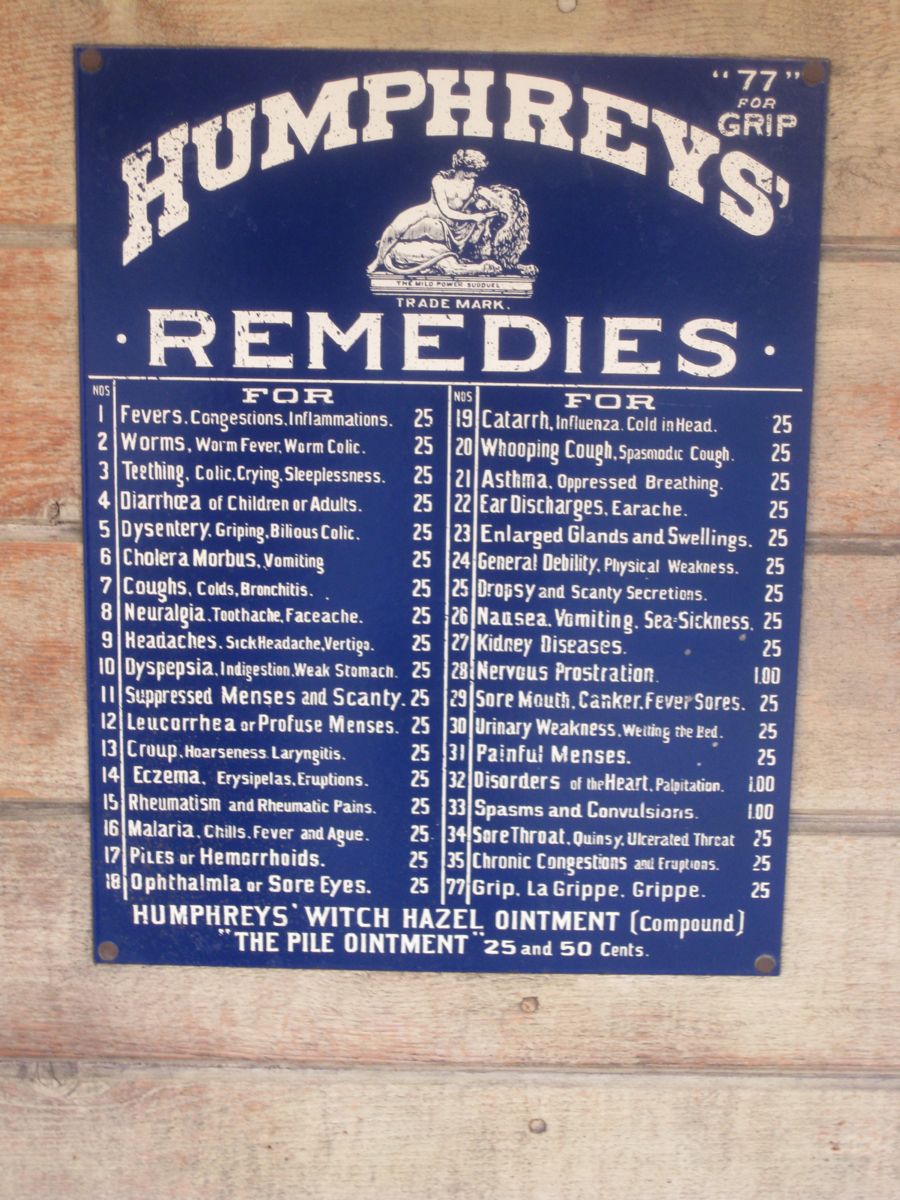 "77"
FOR
GRIP
HUMPHREYS'
THE MILD POWER SUBDUES
TRADE MARK.
· REMEDIES ·
NOS FOR
1 Fevers. Congestions, Inflammations. 25
2 Worms, Worm Fever, Worm Colic. 25
3 Teething, Colic, Crying, Sleeplessness. 25
4 Diarrhœa of Children or Adults. 25
5 Dysentery, Griping, Bilious Colic. 25
6 Cholera Morbus, Vomiting 25
7 Coughs, Colds, Bronchitis. 25
8 Neuralgia, Toothache, Faceache. 25
9 Headaches. Sick Headache, Vertigo. 25
10 Dyspepsia, Indigestion, Weak Stomach. 25
11 Suppressed Menses and Scanty. 25
12 Leucorrhea or Profuse Menses. 25
13 Croup, Hoarseness Laryngitis. 25
14 Eczema, Erysipelas, Eruptions. 25
15 Rheumatism and Rheumatic Pains. 25
16 Malaria, Chills, Fever and Ague. 25
17 Piles or Hemorrhoids. 25
18 Ophthalmia or Sore Eyes. 25
NOS FOR
19 Catarrh, Influenza. Cold in Head. 25
20 Whooping Cough, Spasmodic Cough. 25
21 Asthma, Oppressed Breathing. 25
22 Ear Discharges, Earache. 25
23 Enlarged Glands and Swellings. 25
24 General Debility, Physical Weakness. 25
25 Dropsy and Scanty Secretions. 25
26 Nausea, Vomiting, Sea-Sickness. 25
27 Kidney Diseases. 25
28 Nervous Prostration. 1.00
29 Sore Mouth, Canker, Fever Sores. 25
30 Urinary Weakness, Wetting the Bed. 25
31 Painful Menses. 25
32 Disorders of the Heart, Palpitation. 1.00
33 Spasms and Convulsions. 1.00
34 Sore Throat, Quinsy, Ulcerated Throat 25
35 Chronic Congestions and Eruptions. 25
77 Grip, La Grippe, Grippe. 25
HUMPHREYS' WITCH HAZEL OINTMENT (Compound)
"THE PILE OINTMENT" 25 and 50 Cents.